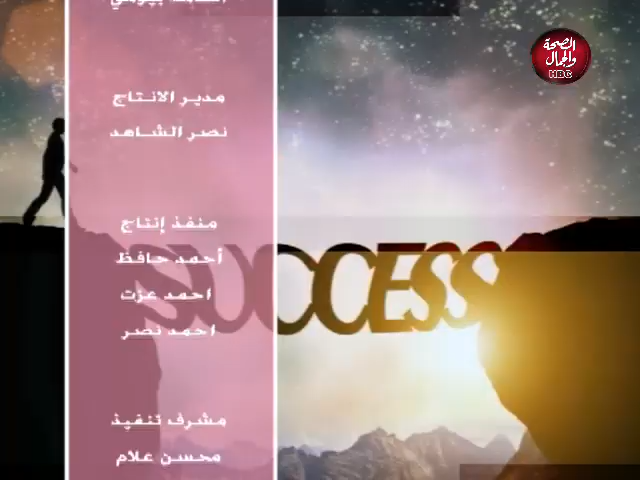 الصحة
والجمال
HBC
مدير الانتاج
نصر الشاهد
منفذ إنتاج
أحمد حافظ
احمد عزت
احمد نصر
مشرف تنفيذ
محسن علام
SUCCESS